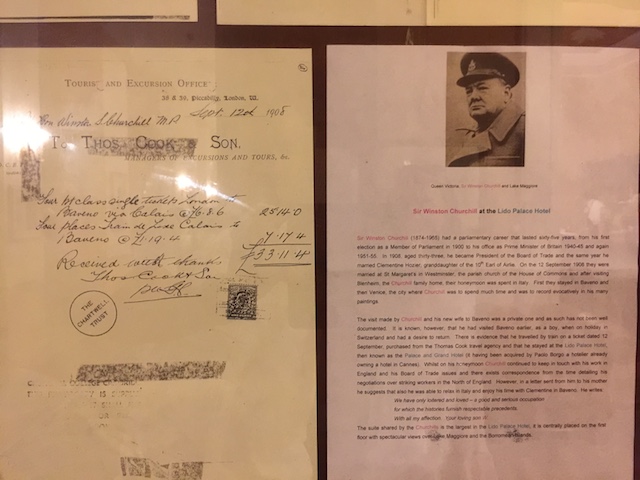 TOURIST AND EXCURSION OFFICE
38 & 39, Piccadilly, London, W.
Sept. 12th 1908
Hon Winston S. Churchill M P
THOS COOK & SON,
MANAGERS OF EXCURSIONS AND TOURS, &c.
Four class single tickets London to
Baveno via Calais @ £6.8.6
25 14 0
Four places Train de Luxe Calais to
Baveno @ £1.19.4
7.17 4
£33.11.4
Received with thanks
Thos Cook & Son
THE
CHARTWELL
TRUST
Queen Victoria, Sir Winston Churchill and Lake Maggiore
Sir Winston Churchill at the Lido Palace Hotel
Sir Winston Churchill (1874-1965) had a parliamentary career that lasted sixty-five years, from his first
election as a Member of Parliament in 1900 to his office as Prime Minister of Britain 1940-45 and again
1951-55. In 1908, aged thirty-three, he became President of the Board of Trade and the same year he
married Clementine Hozier, granddaughter of the 10th Earl of Airlie. On the 12 September 1908 they were
married at St Margaret's in Westminster, the parish church of the House of Commons and after visiting
Blenheim, the Churchill family home, their honeymoon was spent in Italy. First they stayed in Baveno and
then Venice, the city where Churchill was to spend much time and was to record evocatively in his many
paintings.
The visit made by Churchill and his new wife to Baveno was a private one and as such has not been well
documented. It is known, however, that he had visited Baveno earlier, as a boy, when on holiday in
Switzerland and had a desire to return. There is evidence that he travelled by train on a ticket dated 12
September, purchased from the Thomas Cook travel agency and that he stayed at the Lido Palace Hotel,
then known as the Palace and Grand Hotel (it having been acquired by Paolo Borgo a hotelier already
owning a hotel in Cannes). Whilst on his honeymoon Churchill continued to keep in touch with his work in
England and his Board of Trade issues and there exists correspondence from the time detailing his
negotiations over striking workers in the North of England. However, in a letter sent from him to his mother
he suggests that also he was able to relax in Italy and enjoy his time with Clementine in Baveno. He writes:
We have only loitered and loved – a good and serious occupation
for which the histories furnish respectable precedents.
With all my affection. Your loving son W.
The suite shared by the Churchills is the largest in the Lido Palace Hotel, it is centrally placed on the first
floor with spectacular views over Lake Maggiore and the Borromean Islands.